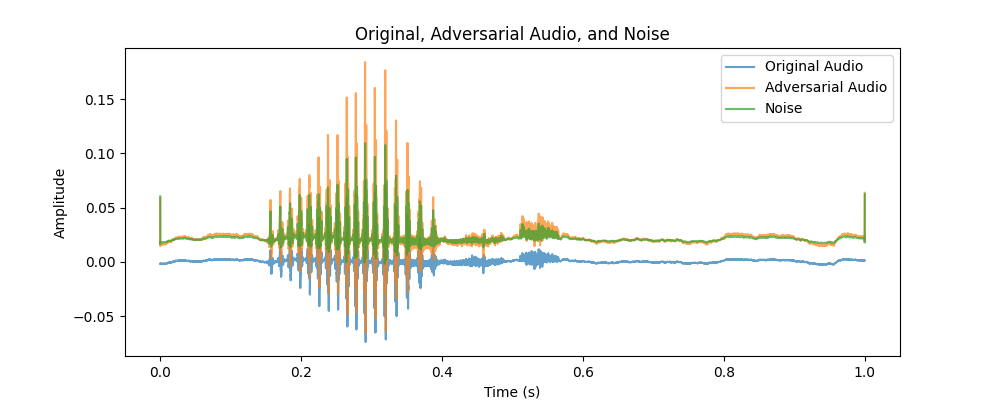 Original, Adversarial Audio, and Noise
Original Audio
Adversarial Audio
Noise
Amplitude
0.15
0.10
0.05
0.00
−0.05
0.0 0.2 0.4 0.6 0.8 1.0
Time (s)